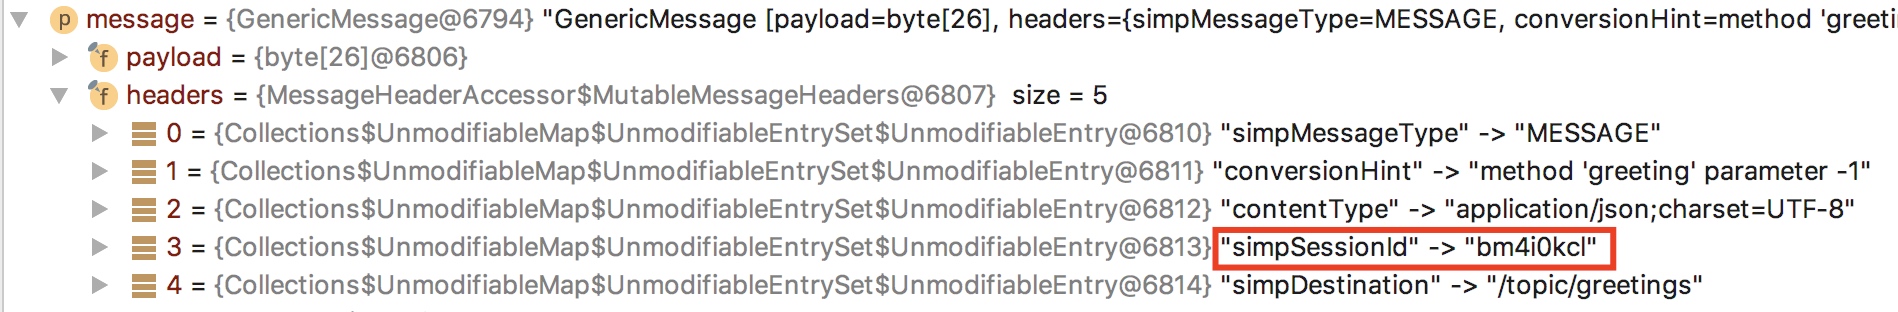 p message = {GenericMessage@6794} "GenericMessage [payload=byte[26], headers={simpMessageType=MESSAGE, conversionHint=method 'greeti
f payload = {byte[26]@6806}
f headers = {MessageHeaderAccessor$MutableMessageHeaders@6807} size = 5
0 = {Collections$UnmodifiableMap$UnmodifiableEntrySet$UnmodifiableEntry@6810} "simpMessageType" -> "MESSAGE"
1 = {Collections$UnmodifiableMap$UnmodifiableEntrySet$UnmodifiableEntry@6811} "conversionHint" -> "method 'greeting' parameter -1"
2 = {Collections$UnmodifiableMap$UnmodifiableEntrySet$UnmodifiableEntry@6812} "contentType" -> "application/json;charset=UTF-8"
3 = {Collections$UnmodifiableMap$UnmodifiableEntrySet$UnmodifiableEntry@6813} "simpSessionId" -> "bm4i0kcl"
4 = {Collections$UnmodifiableMap$UnmodifiableEntrySet$UnmodifiableEntry@6814} "simpDestination" -> "/topic/greetings"